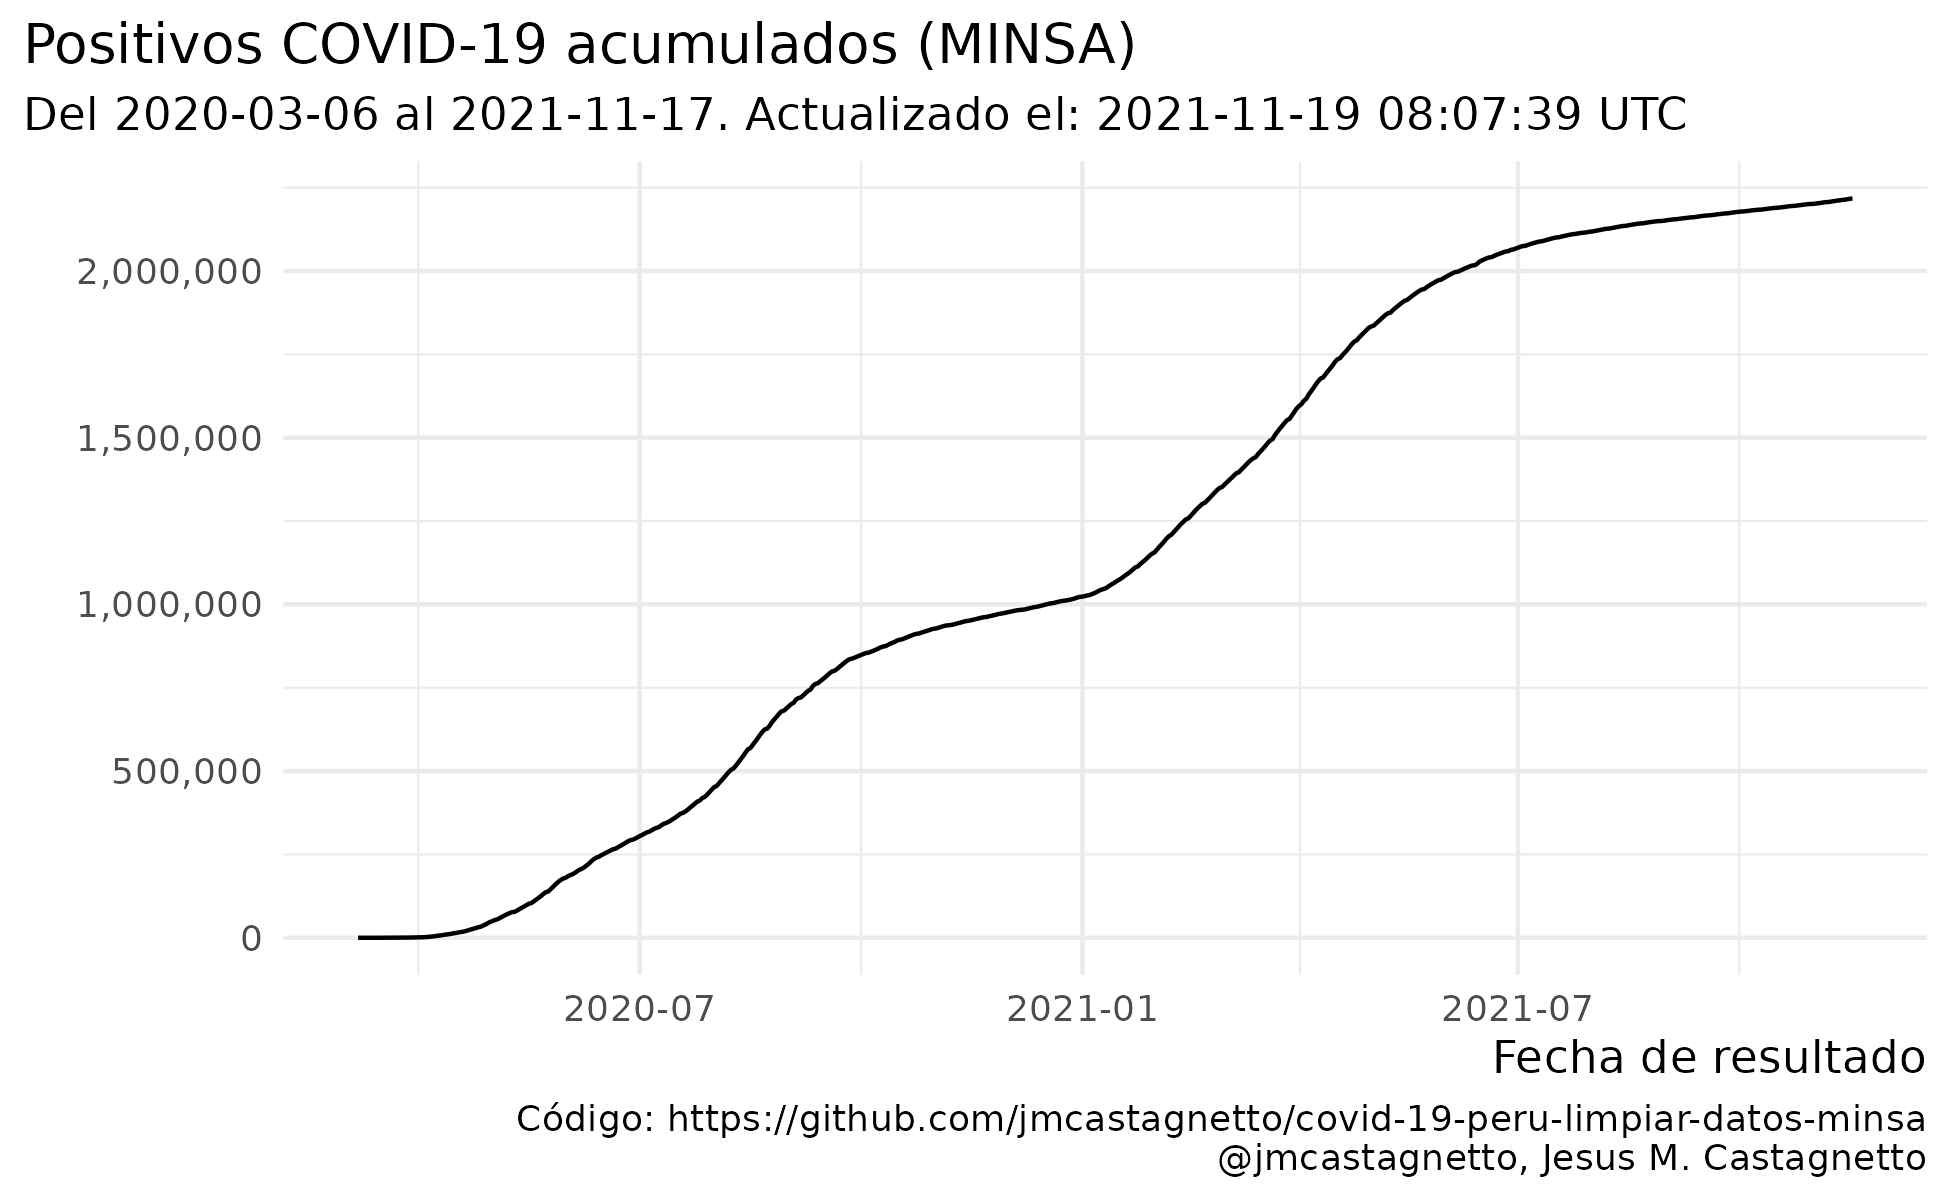 Positivos COVID-19 acumulados (MINSA)
Del 2020-03-06 al 2021-11-17. Actualizado el: 2021-11-19 08:07:39 UTC
2,000,000
1,500,000
1,000,000
500,000
0
2020-07 2021-01 2021-07
Fecha de resultado
Código: https://github.com/jmcastagnetto/covid-19-peru-limpiar-datos-minsa
@jmcastagnetto, Jesus M. Castagnetto